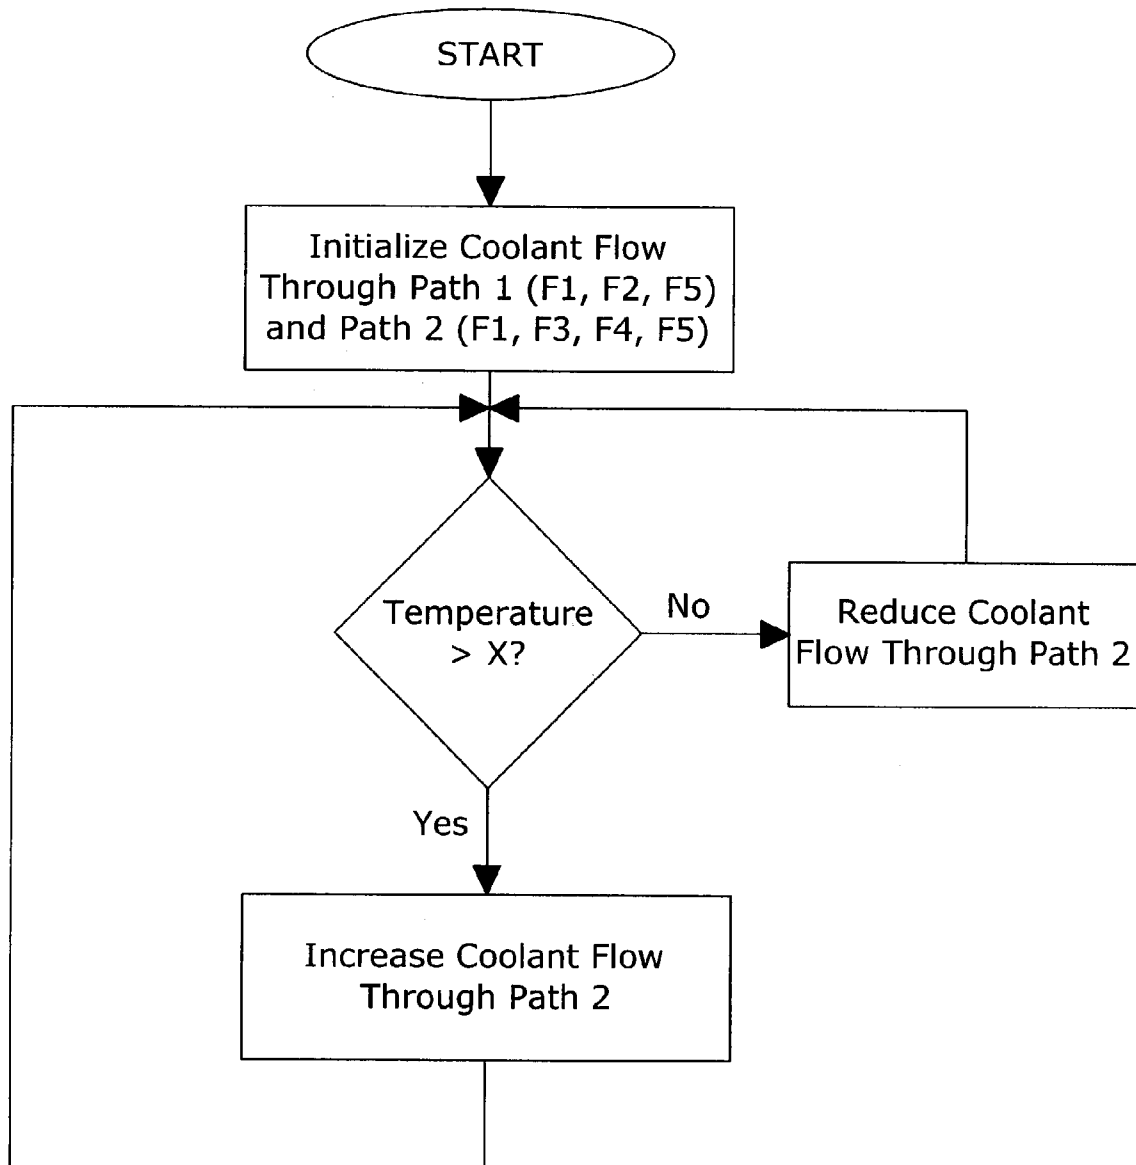 START
Initialize Coolant Flow
Through Path 1 (F1, F2, F5)
and Path 2 (F1, F3, F4, F5)
Temperature
> X?
No
Reduce Coolant
Flow Through Path 2
Yes
Increase Coolant Flow
Through Path 2